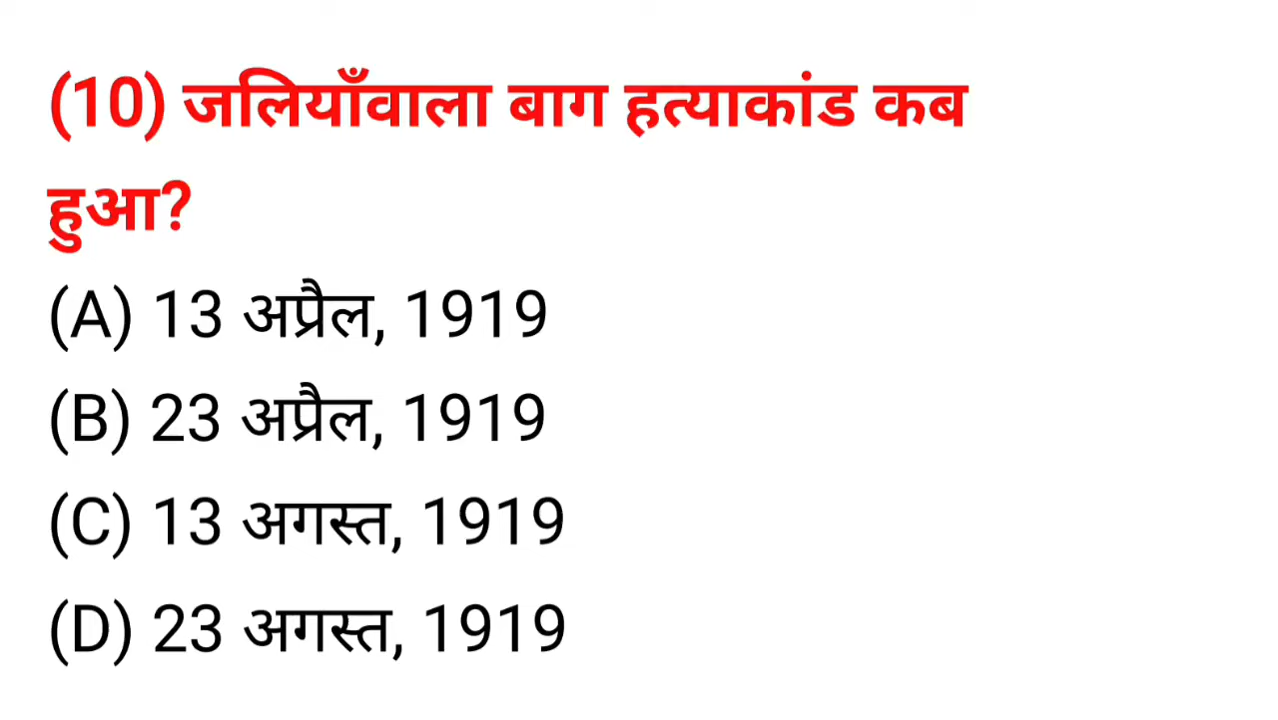 (10) जलियाँवाला बाग हत्याकांड कब
हुआ?
(A) 13 अप्रैल, 1919
(B) 23 अप्रैल, 1919
(C) 13 अगस्त, 1919
(D) 23 अगस्त, 1919